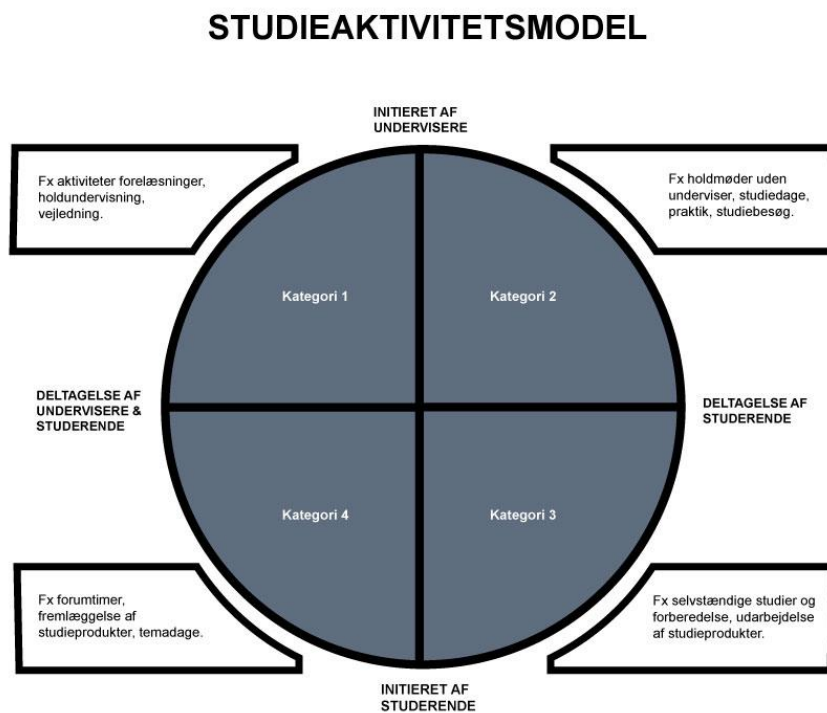 STUDIEAKTIVITETSMODEL
INITIERET AF
UNDERVISERE
Fx aktiviteter forelæsninger,
holdundervisning,
vejledning.
Fx holdmøder uden
underviser, studiedage,
praktik, studiebesøg.
Kategori 1
Kategori 2
DELTAGELSE AF
UNDERVISERE &
STUDERENDE
DELTAGELSE AF
STUDERENDE
Kategori 4
Kategori 3
Fx forumtimer,
fremlæggelse af
studieprodukter, temadage.
Fx selvstændige studier og
forberedelse, udarbejdelse
af studieprodukter.
INITIERET AF
STUDERENDE